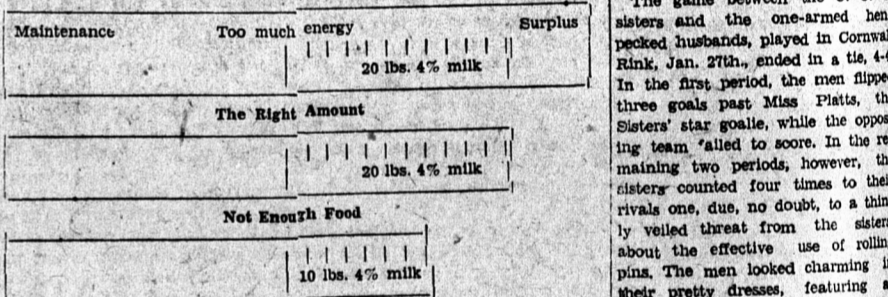 Maintenance Too much energy Surplus
20 lbs. 4% milk
The Right Amount
20 lbs. 4% milk
Not Enough Food
10 lbs. 4% milk
sisters and the one-armed hen
pecked husbands, played in Cornwal
Rink, Jan. 27th., ended in a tie, 4-
In the first period, the men flippe
three goals past Miss Platts, th
Sisters' star goalie, while the oppos
ing team ailed to score. In the re
maining two periods, however, th
sisters counted four times to thei
rivals one, due, no doubt, to a thin
ly veiled threat from the sister
about the effective use of rollin
pins. The men looked charming i
their pretty dresses, featuring